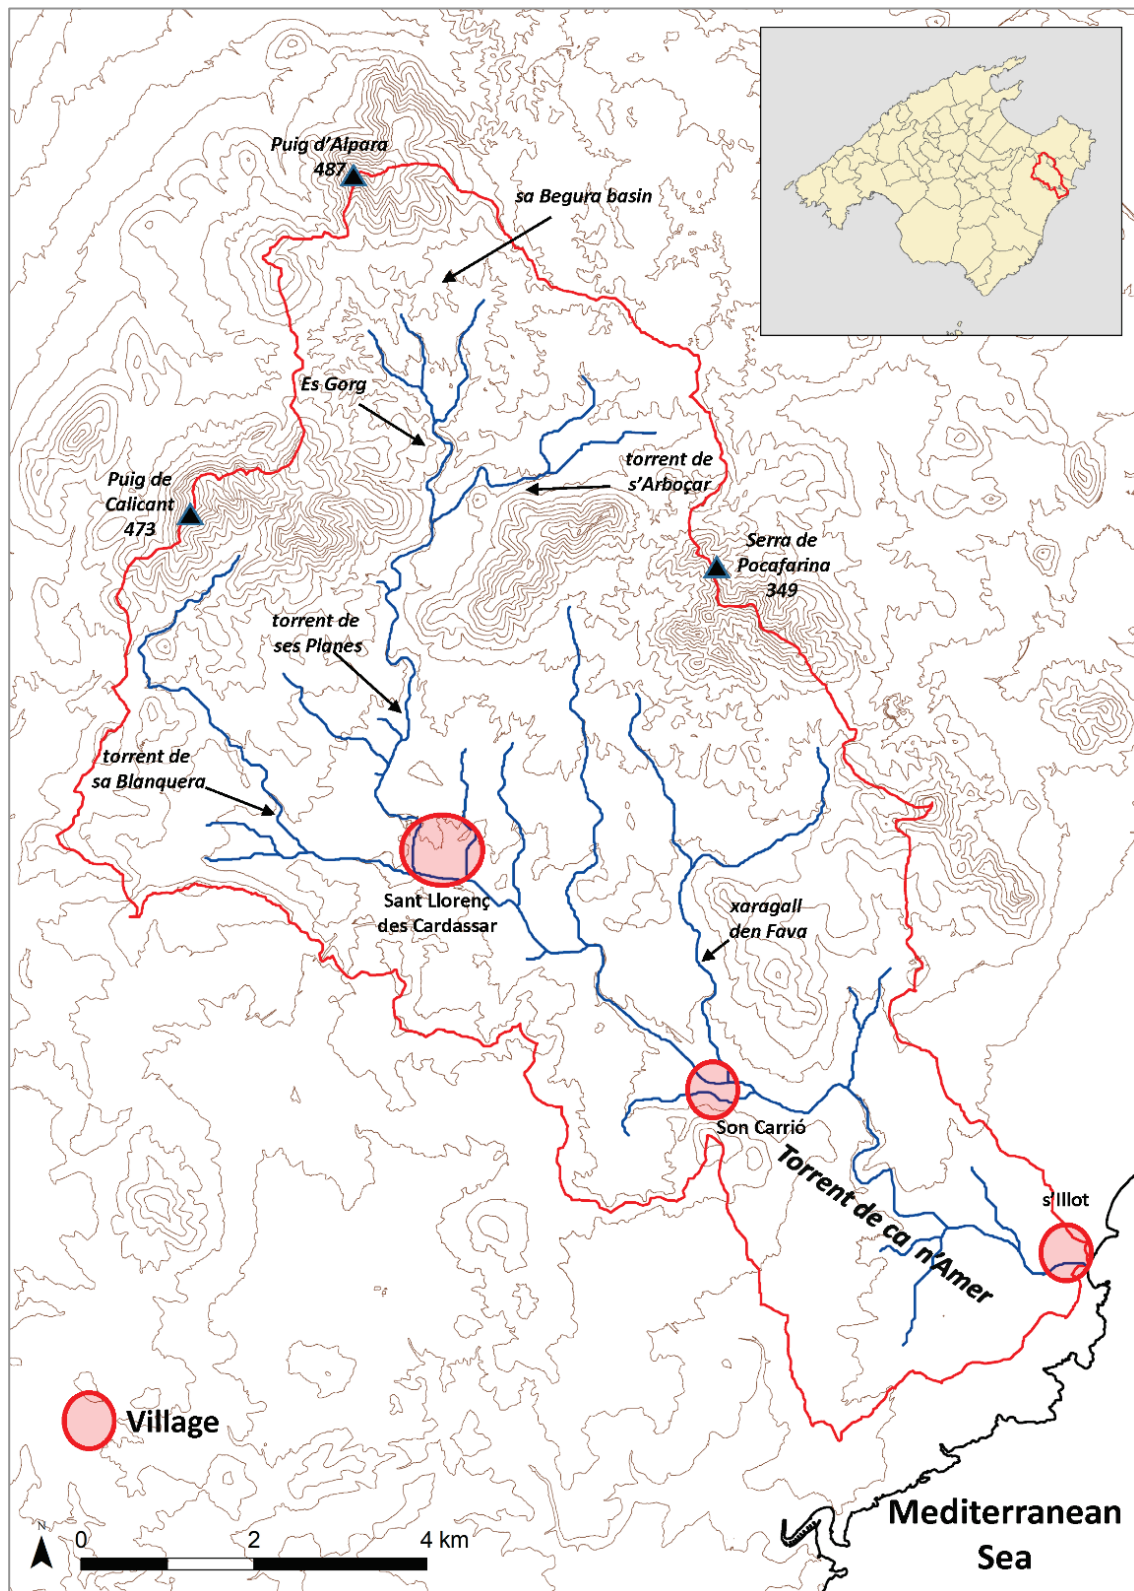 Puig d'Alpara
487
sa Begura basin
Es Gorg
torrent de
s'Arboçar
Puig de
Calicant
473
Serra de
Pocafarina
349
torrent de
ses Planes
torrent de
sa Blanquera
Sant Llorenç
des Cardassar
xaragall
den Fava
Son Carrió
Torrent de ca n'Amer
s'Illot
Village
Mediterranean
Sea
N
0 2 4 km